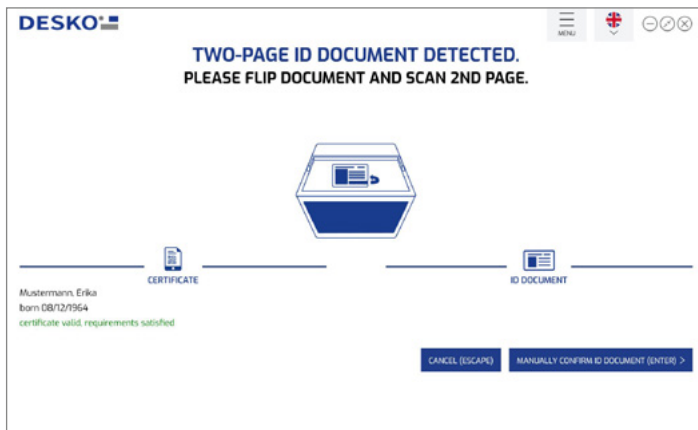 DESKO
MENU
TWO-PAGE ID DOCUMENT DETECTED.
PLEASE FLIP DOCUMENT AND SCAN 2ND PAGE.
CERTIFICATE
ID DOCUMENT
Mustermann, Erika
born 08/12/1964
certificate valid, requirements satisfied
CANCEL (ESCAPE)
MANUALLY CONFIRM ID DOCUMENT (ENTER) >